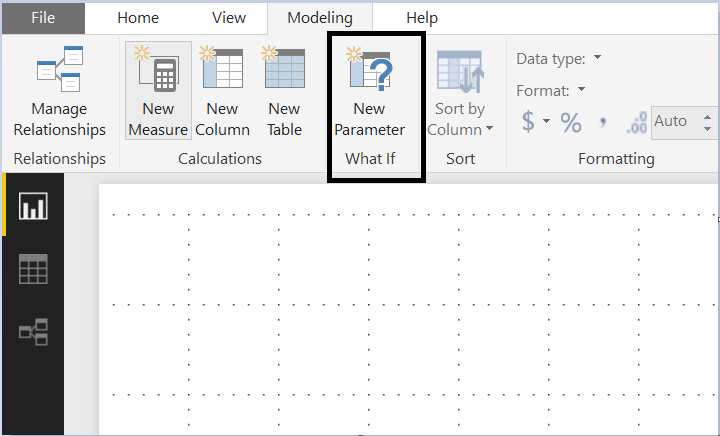 File Home View Modeling Help
Manage Relationships
New Measure
New Column
New Table
New Parameter
Sort by Column
Data type:
Format:
$ % , .00 Auto
Relationships Calculations What If Sort Formatting